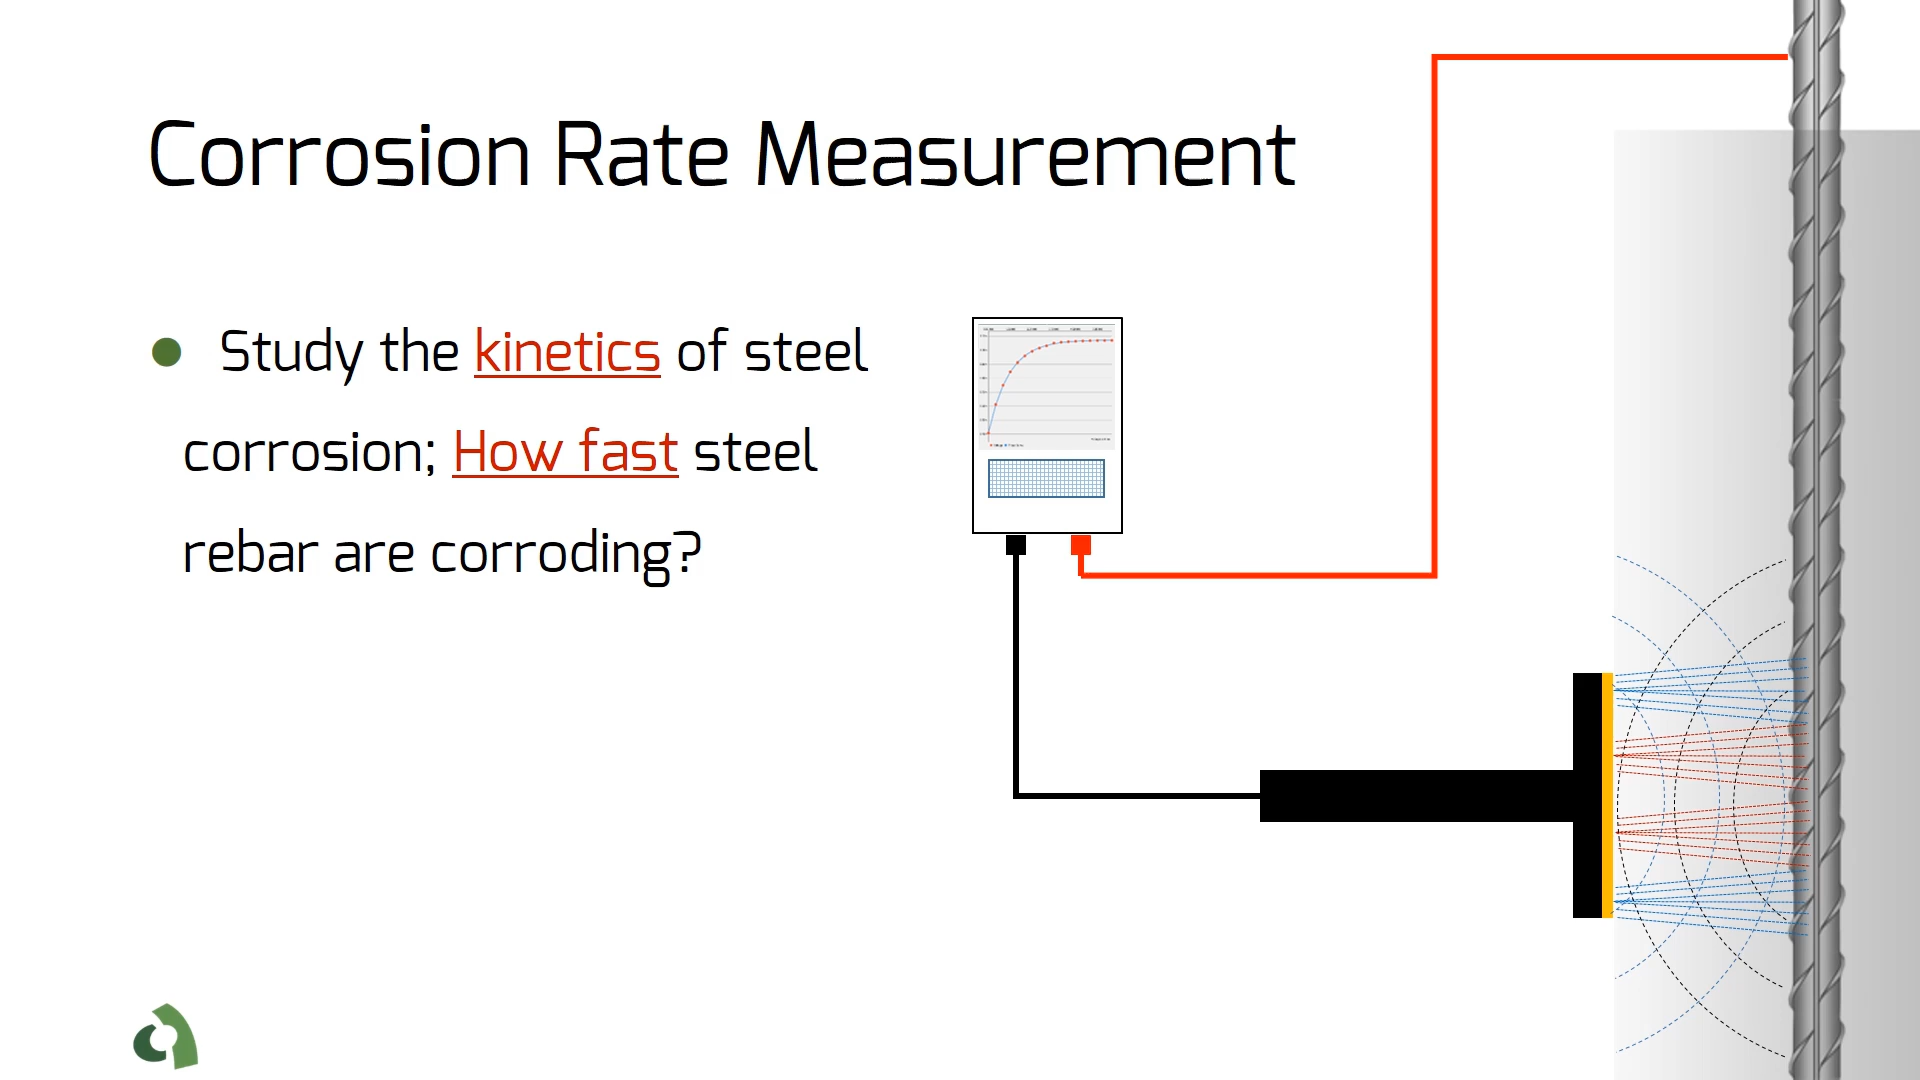 Corrosion Rate Measurement
Study the kinetics of steel
corrosion; How fast steel
rebar are corroding?